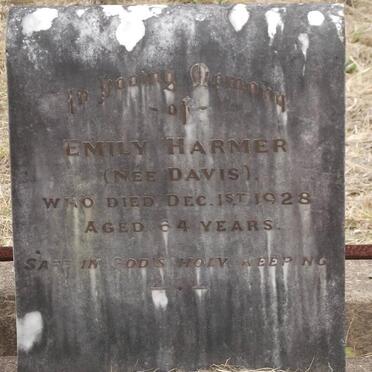 In Loving Memory
- of -
EMILY HARMER
(NÉE DAVIS).
WHO DIED DEC. 1ST 1928
AGED 64 YEARS.
SAFE IN GOD'S HOLY KEEPING